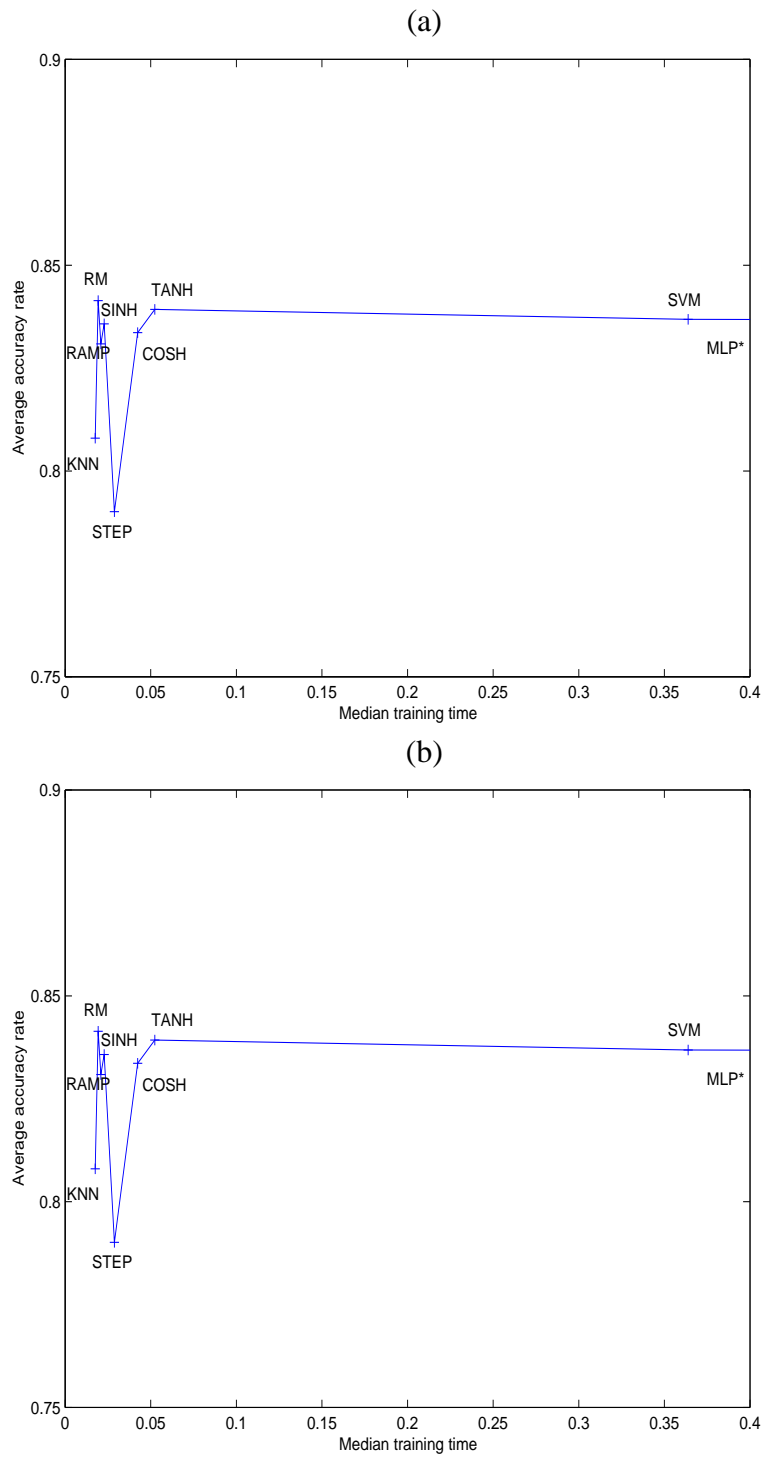 (a)
0.9
0.85
0.8
0.75
Average accuracy rate
RM
TANH
SINH
RAMP
COSH
KNN
STEP
SVM
MLP*
0 0.05 0.1 0.15 0.2 0.25 0.3 0.35 0.4
Median training time
(b)
0.9
0.85
0.8
0.75
Average accuracy rate
RM
TANH
SINH
RAMP
COSH
KNN
STEP
SVM
MLP*
0 0.05 0.1 0.15 0.2 0.25 0.3 0.35 0.4
Median training time